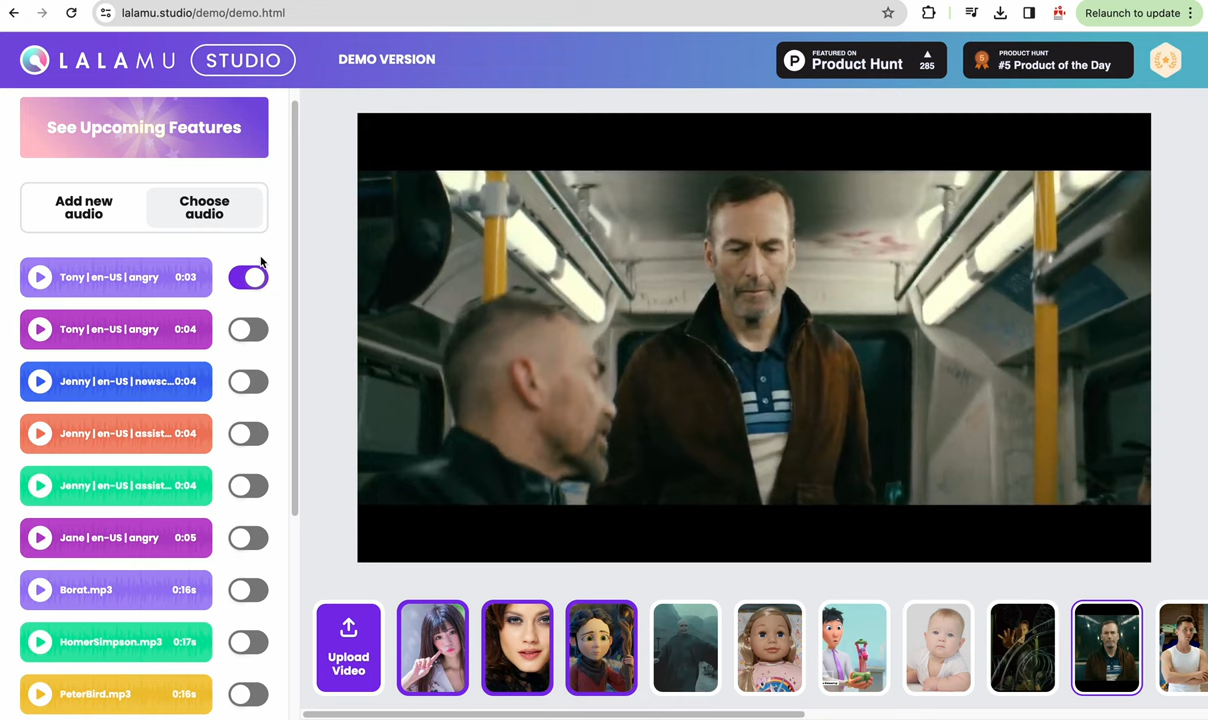 lalamu.studio/demo/demo.html
Relaunch to update
LALAMU STUDIO
DEMO VERSION
FEATURED ON
Product Hunt
285
5
PRODUCT HUNT
#5 Product of the Day
See Upcoming Features
Add new
audio
Choose
audio
Tony | en-US | angry 0:03
Tony | en-US | angry 0:04
Jenny | en-US | newsc... 0:04
Jenny | en-US | assist... 0:04
Jenny | en-US | assist... 0:04
Jane | en-US | angry 0:05
Borat.mp3 0:16s
HomerSimpson.mp3 0:17s
PeterBird.mp3 0:16s
Upload
Video